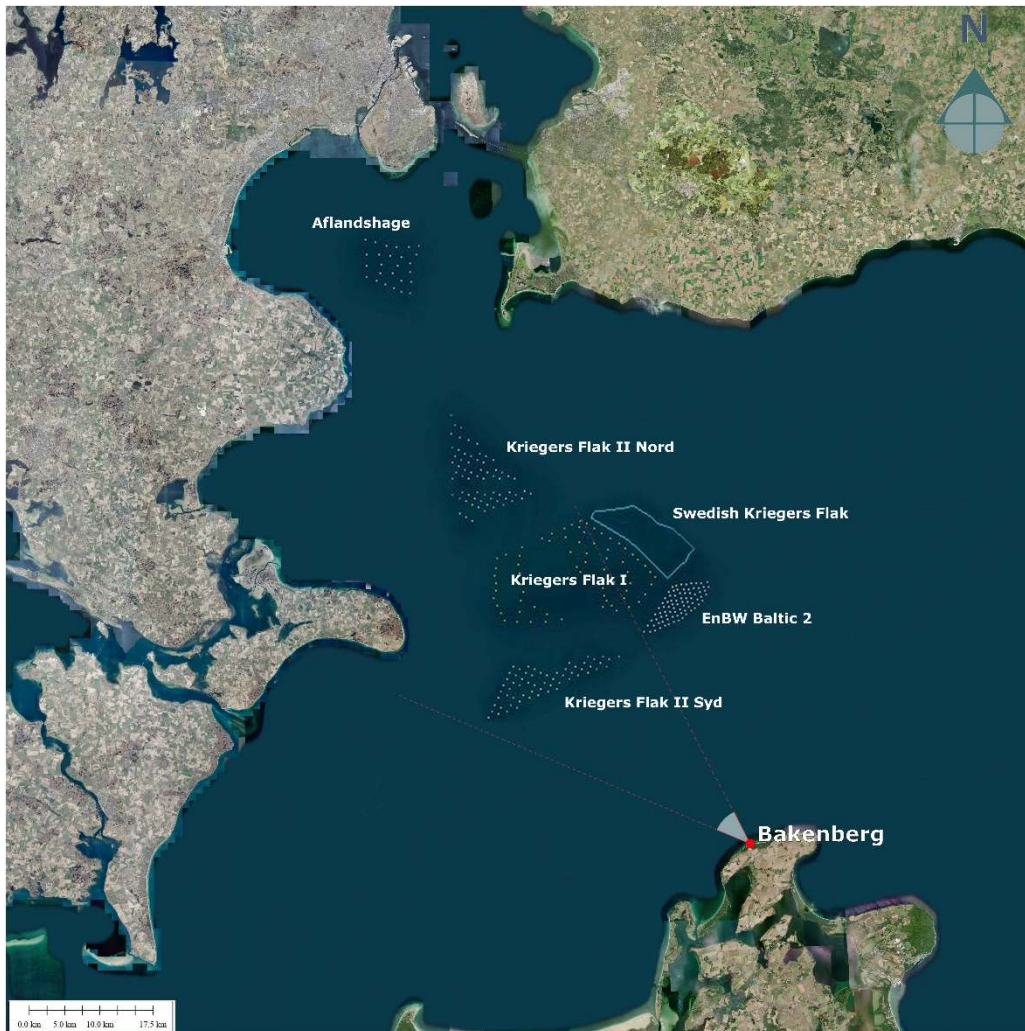 N
Aflandshage
Kriegers Flak II Nord
Swedish Kriegers Flak
Kriegers Flak I
EnBW Baltic 2
Kriegers Flak II Syd
Bakenberg
0.0 km 5.0 km 10.0 km 17.5 km